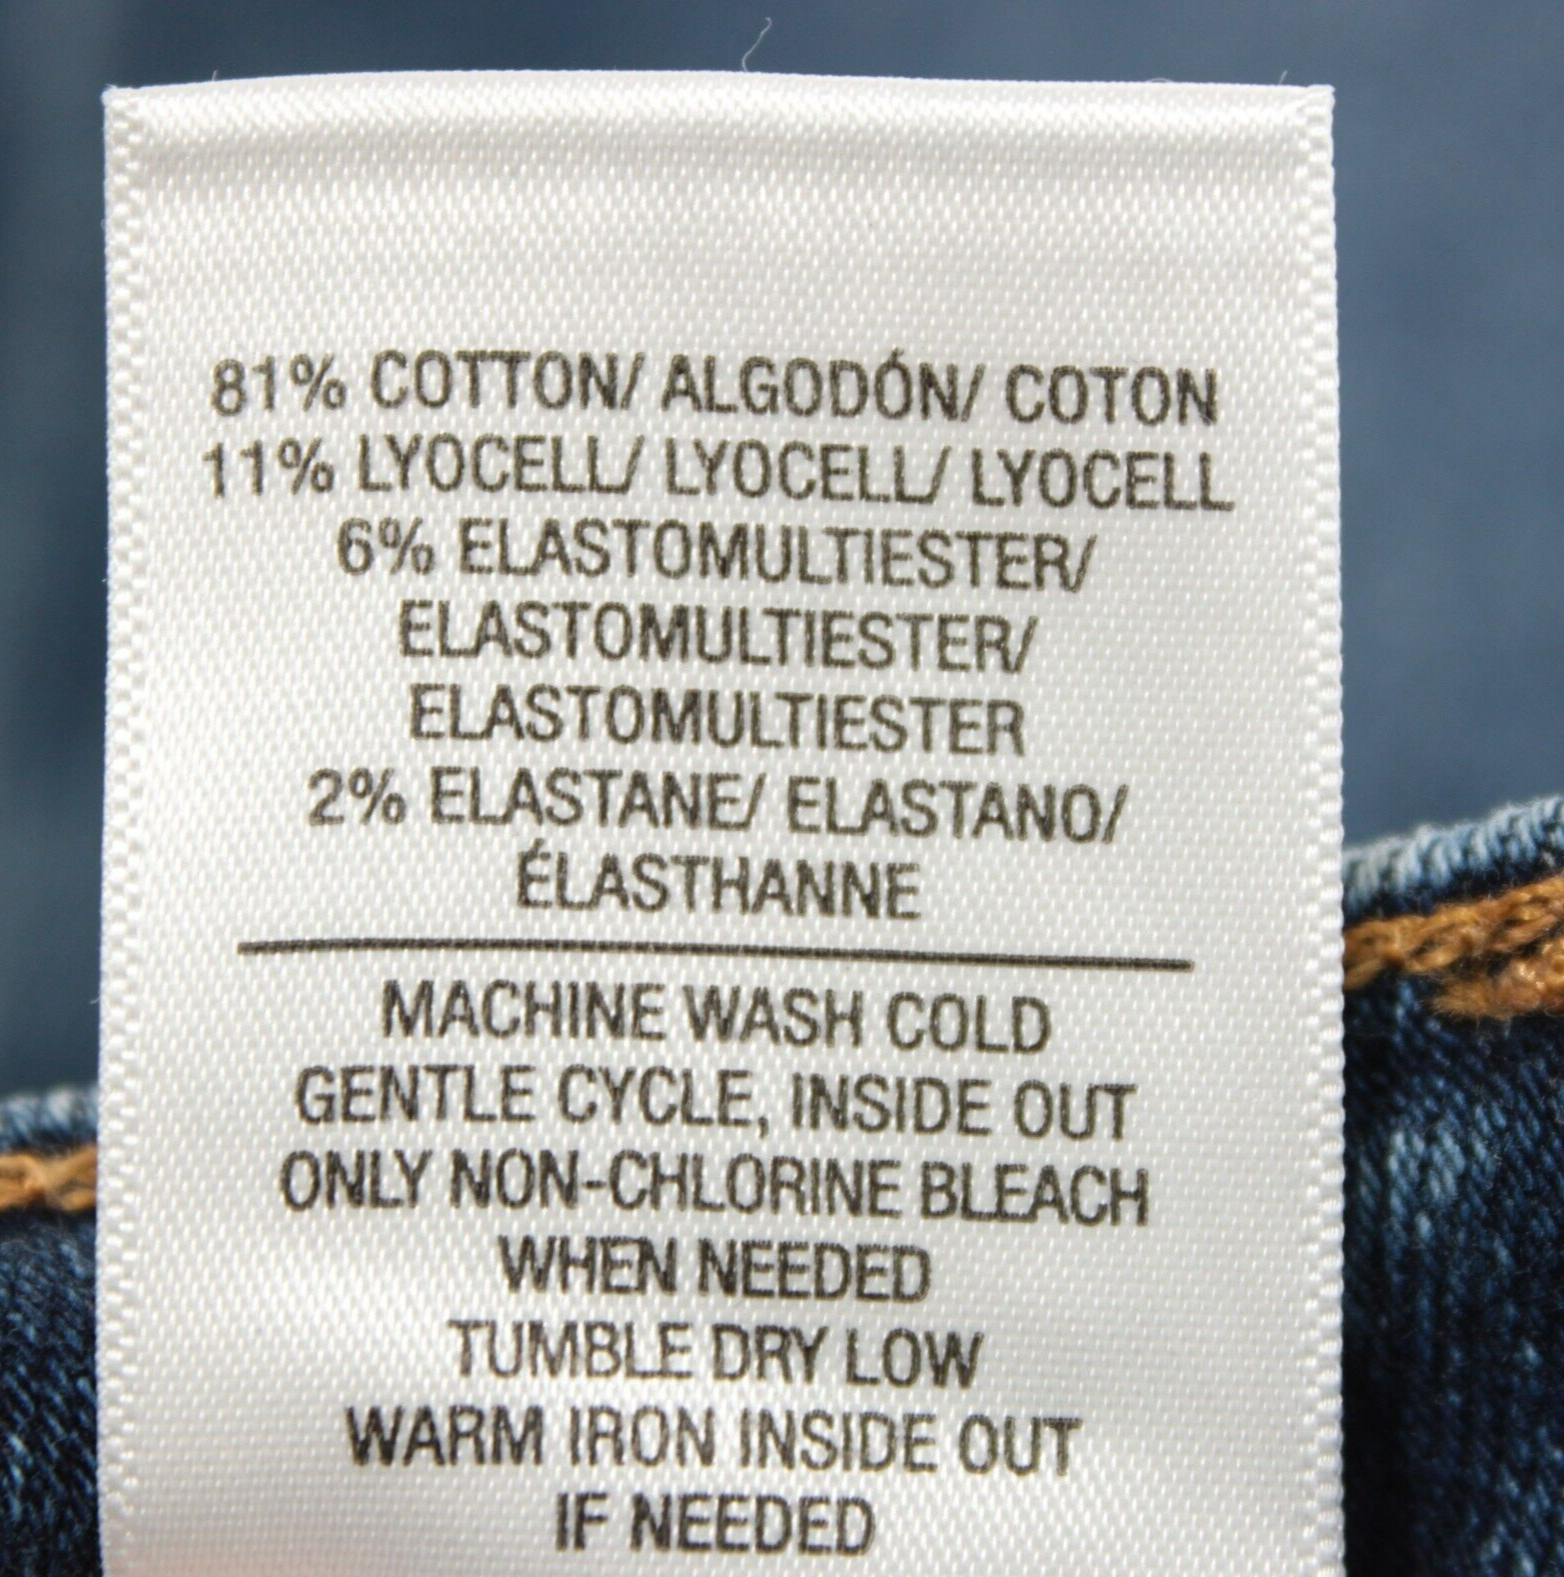 81% COTTON/ ALGODÓN/ COTON
11% LYOCELL/ LYOCELL/ LYOCELL
6% ELASTOMULTIESTER/
ELASTOMULTIESTER/
ELASTOMULTIESTER
2% ELASTANE/ ELASTANO/
ÉLASTHANNE
MACHINE WASH COLD
GENTLE CYCLE, INSIDE OUT
ONLY NON-CHLORINE BLEACH
WHEN NEEDED
TUMBLE DRY LOW
WARM IRON INSIDE OUT
IF NEEDED